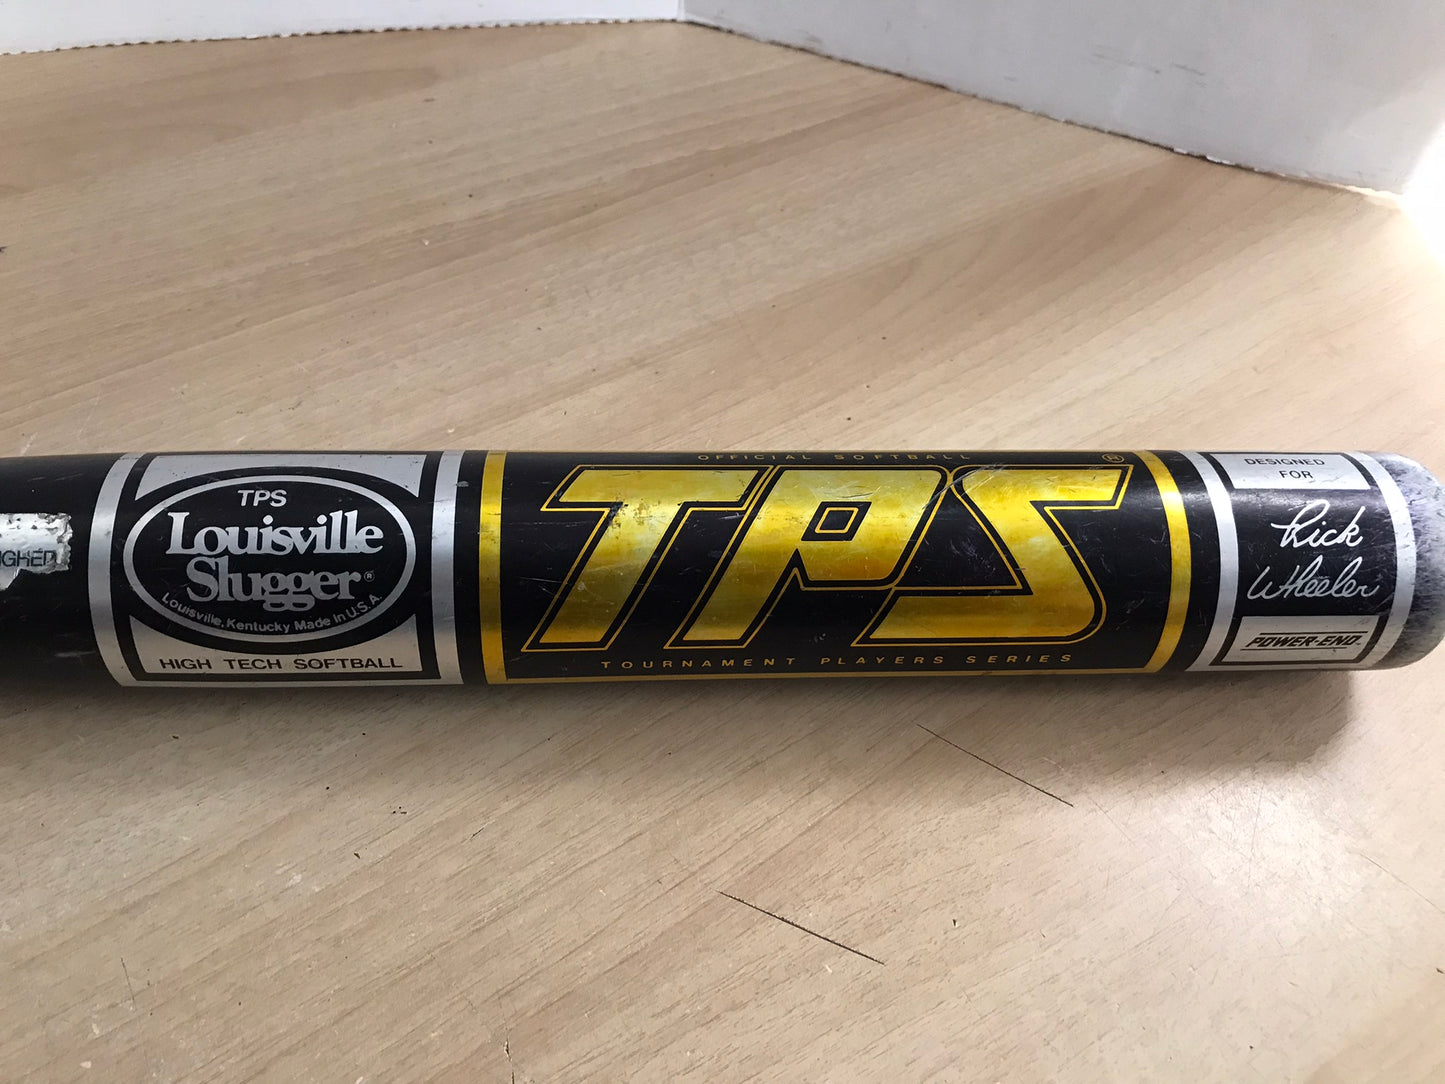 TPS
Louisville
Slugger®
Louisville, Kentucky Made In U.S.A.
HIGH TECH SOFTBALL
OFFICIAL SOFTBALL
TPS®
TOURNAMENT PLAYERS SERIES
DESIGNED
FOR
Rick
Wheeler
POWER-END